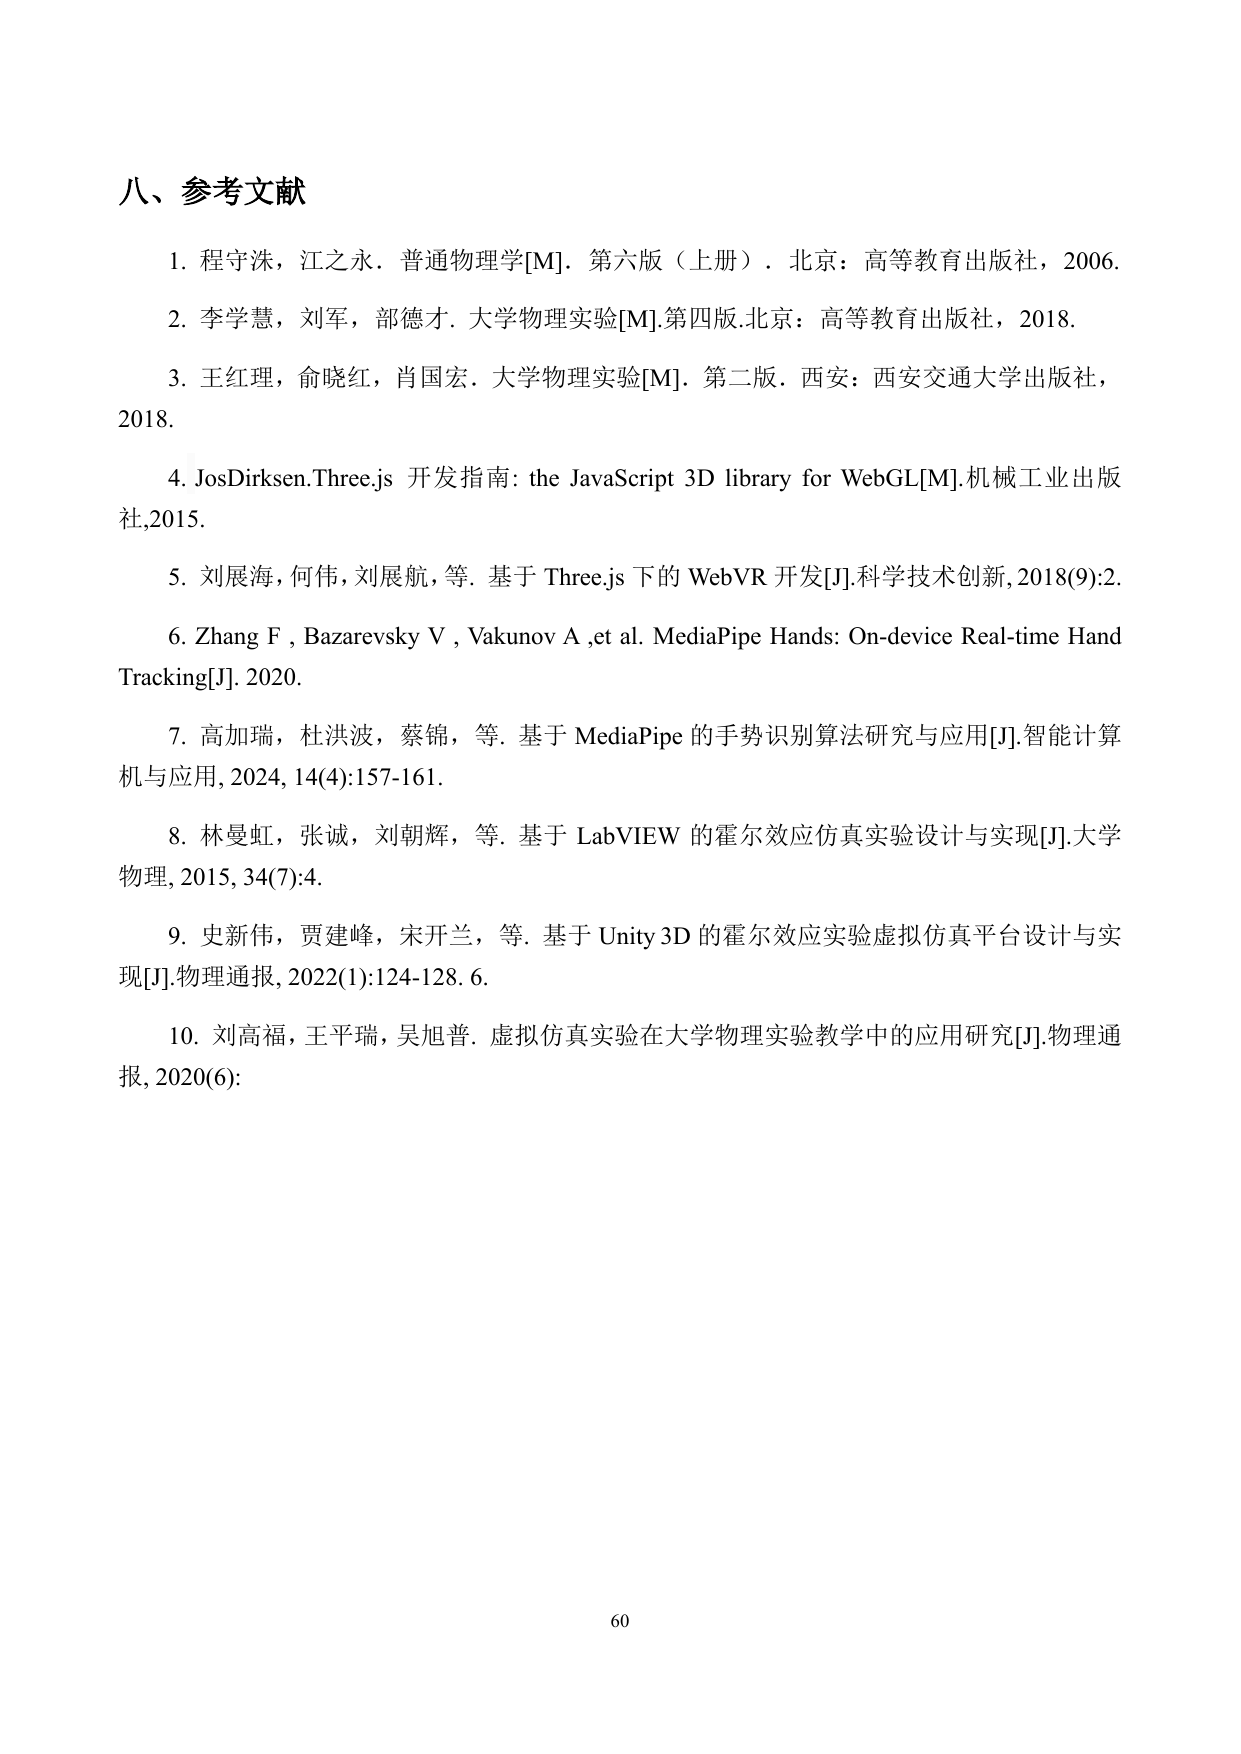 八、参考文献
1. 程守洙，江之永．普通物理学[M]．第六版（上册）．北京：高等教育出版社，2006.
2. 李学慧，刘军，部德才. 大学物理实验[M].第四版.北京：高等教育出版社，2018.
3. 王红理，俞晓红，肖国宏．大学物理实验[M]．第二版．西安：西安交通大学出版社，
2018.
4. JosDirksen.Three.js 开发指南: the JavaScript 3D library for WebGL[M].机械工业出版
社,2015.
5. 刘展海，何伟，刘展航，等. 基于 Three.js 下的 WebVR 开发[J].科学技术创新, 2018(9):2.
6. Zhang F , Bazarevsky V , Vakunov A ,et al. MediaPipe Hands: On-device Real-time Hand
Tracking[J]. 2020.
7. 高加瑞，杜洪波，蔡锦，等. 基于 MediaPipe 的手势识别算法研究与应用[J].智能计算
机与应用, 2024, 14(4):157-161.
8. 林曼虹，张诚，刘朝辉，等. 基于 LabVIEW 的霍尔效应仿真实验设计与实现[J].大学
物理, 2015, 34(7):4.
9. 史新伟，贾建峰，宋开兰，等. 基于 Unity 3D 的霍尔效应实验虚拟仿真平台设计与实
现[J].物理通报, 2022(1):124-128. 6.
10. 刘高福，王平瑞，吴旭普. 虚拟仿真实验在大学物理实验教学中的应用研究[J].物理通
报, 2020(6):
60